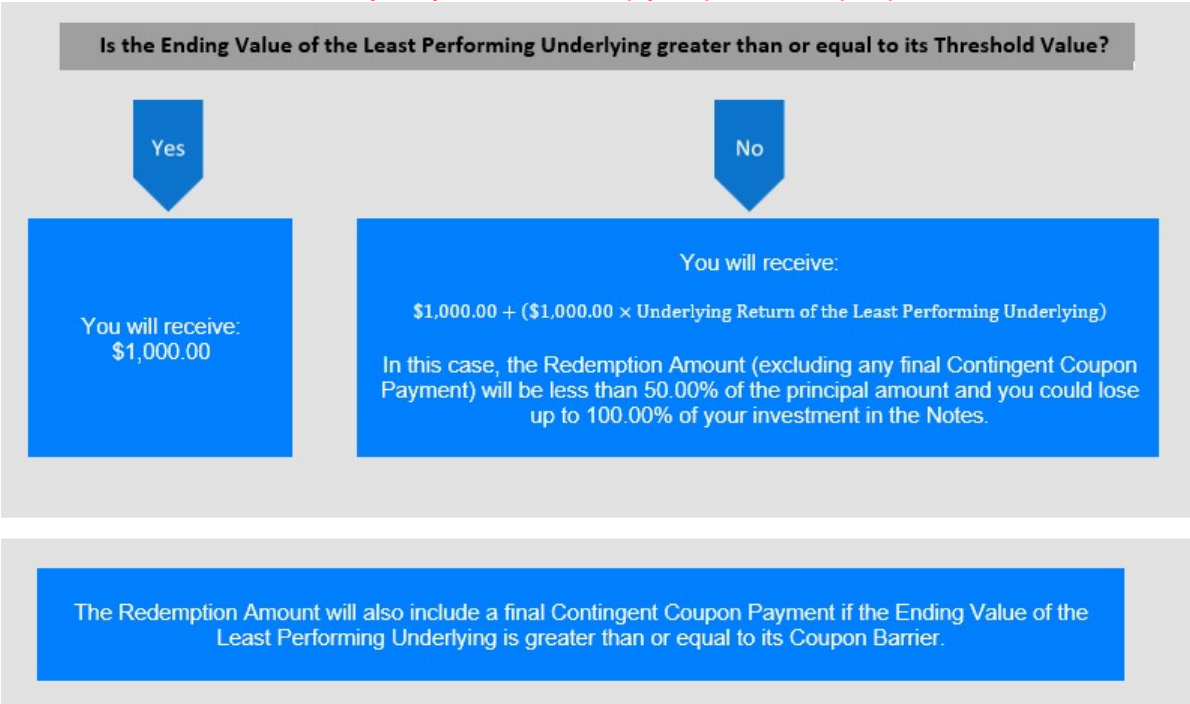 Is the Ending Value of the Least Performing Underlying greater than or equal to its Threshold Value?
Yes
No
You will receive:
$1,000.00
You will receive:
$1,000.00 + ($1,000.00 × Underlying Return of the Least Performing Underlying)
In this case, the Redemption Amount (excluding any final Contingent Coupon
Payment) will be less than 50.00% of the principal amount and you could lose
up to 100.00% of your investment in the Notes.
The Redemption Amount will also include a final Contingent Coupon Payment if the Ending Value of the
Least Performing Underlying is greater than or equal to its Coupon Barrier.